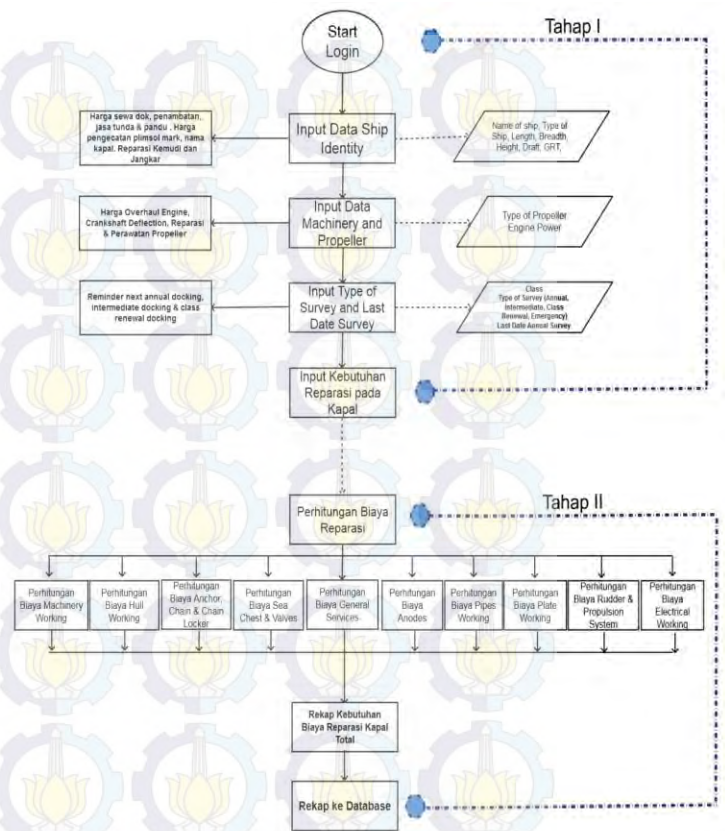 Start
Login
Tahap I
Harga sewa dok, penambatan,
jasa tunda & pandu , Harga
pengecatan plimsol mark, nama
kapal. Reparasi Kemudi dan
Jangkar
Input Data Ship
Identity
Name of ship, Type of
Ship, Length, Breadth,
Height, Draft, GRT,
Harga Overhaul Engine,
Crankshaft Deflection, Reparasi
& Perawatan Propeller
Input Data
Machinery and
Propeller
Type of Propeller
Engine Power
Reminder next annual docking,
intermediate docking & class
renewal docking
Input Type of
Survey and Last
Date Survey
Class
Type of Survey (Annual,
Intermediate, Class
Renewal, Emergency)
Last Date Annual Survey
Input Kebutuhan
Reparasi pada
Kapal
Tahap II
Perhitungan Biaya
Reparasi
Perhitungan
Biaya Machinery
Working
Perhitungan
Biaya Hull
Working
Perhitungan
Biaya Anchor,
Chain & Chain
Locker
Perhitungan
Biaya Sea
Chest & Valves
Perhitungan
Biaya General
Services
Perhitungan
Biaya
Anodes
Perhitungan
Biaya Pipes
Working
Perhitungan
Biaya Plate
Working
Perhitungan
Biaya Rudder &
Propulsion
System
Perhitungan
Biaya
Electrical
Working
Rekap Kebutuhan
Biaya Reparasi Kapal
Total
Rekap ke Database